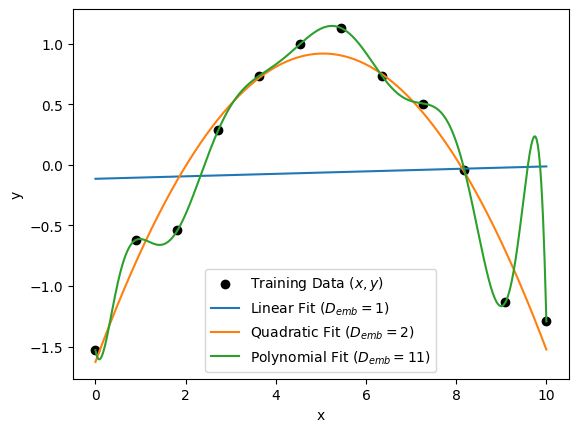 1.0
0.5
0.0
−0.5
−1.0
−1.5
y
Training Data (x, y)
Linear Fit (D_emb = 1)
Quadratic Fit (D_emb = 2)
Polynomial Fit (D_emb = 11)
0 2 4 6 8 10
x